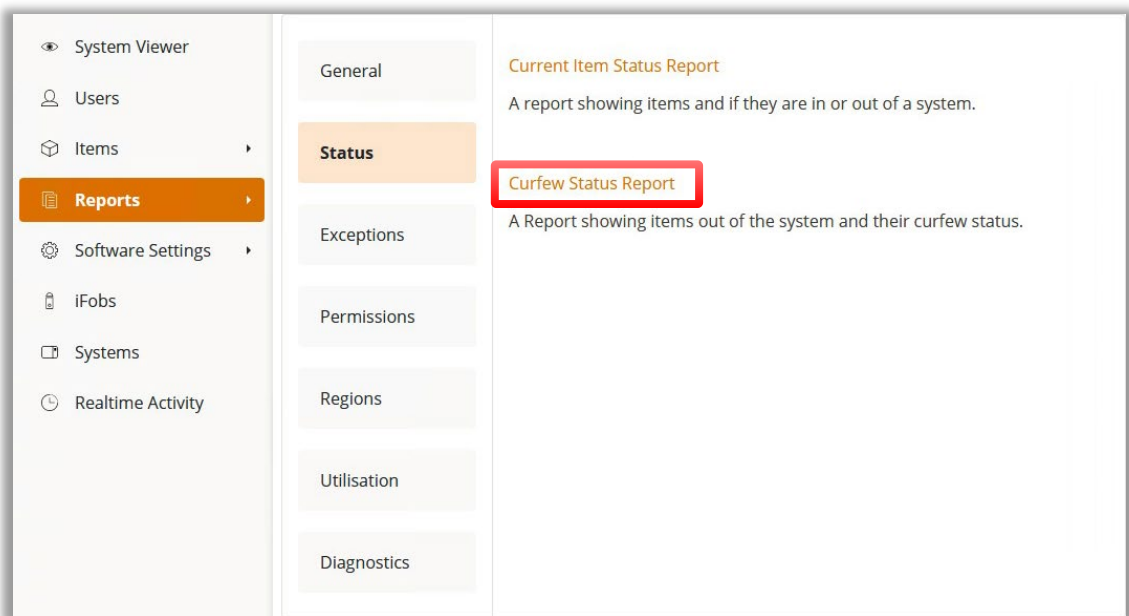 System Viewer
Users
Items
Reports
Software Settings
iFobs
Systems
Realtime Activity
General
Status
Exceptions
Permissions
Regions
Utilisation
Diagnostics
Current Item Status Report
A report showing items and if they are in or out of a system.
Curfew Status Report
A Report showing items out of the system and their curfew status.